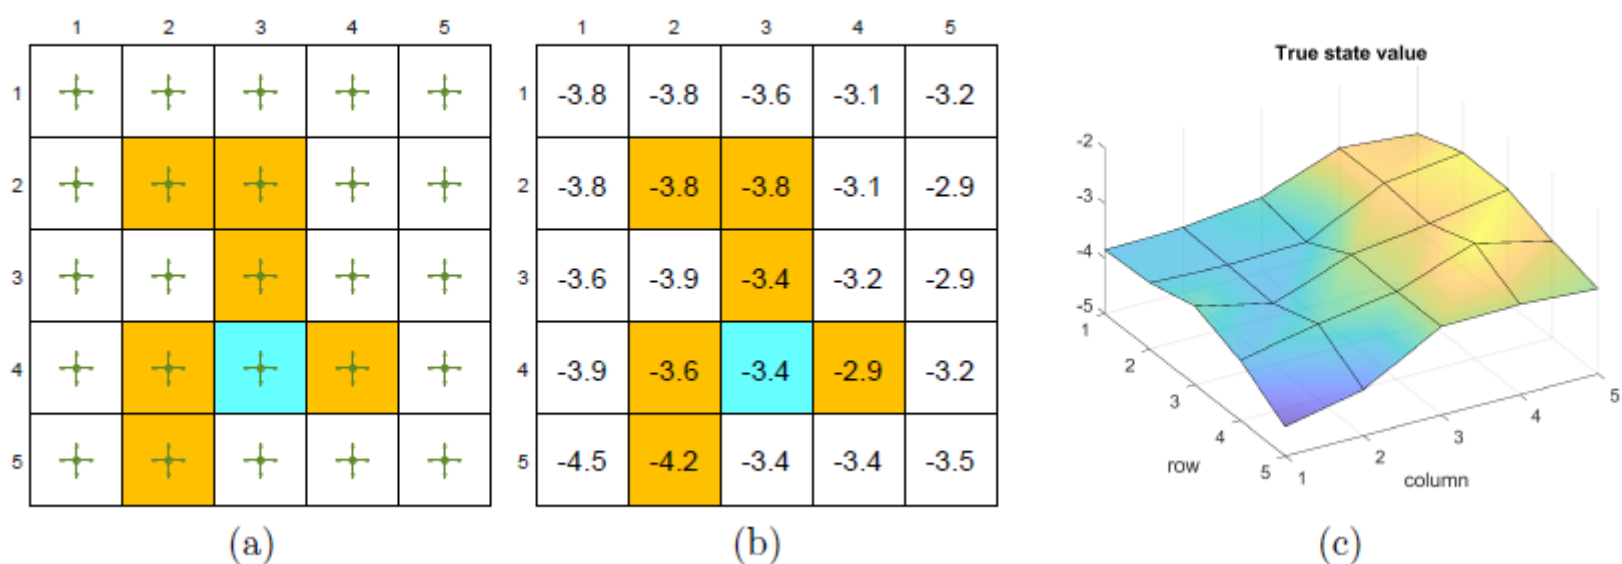 1 2 3 4 5
1
2
3
4
5
(a)
1 2 3 4 5
1 -3.8 -3.8 -3.6 -3.1 -3.2
2 -3.8 -3.8 -3.8 -3.1 -2.9
3 -3.6 -3.9 -3.4 -3.2 -2.9
4 -3.9 -3.6 -3.4 -2.9 -3.2
5 -4.5 -4.2 -3.4 -3.4 -3.5
(b)
True state value
-2
-3
-4
-5
1
2
3
4
5
row
1
2
3
4
5
column
(c)